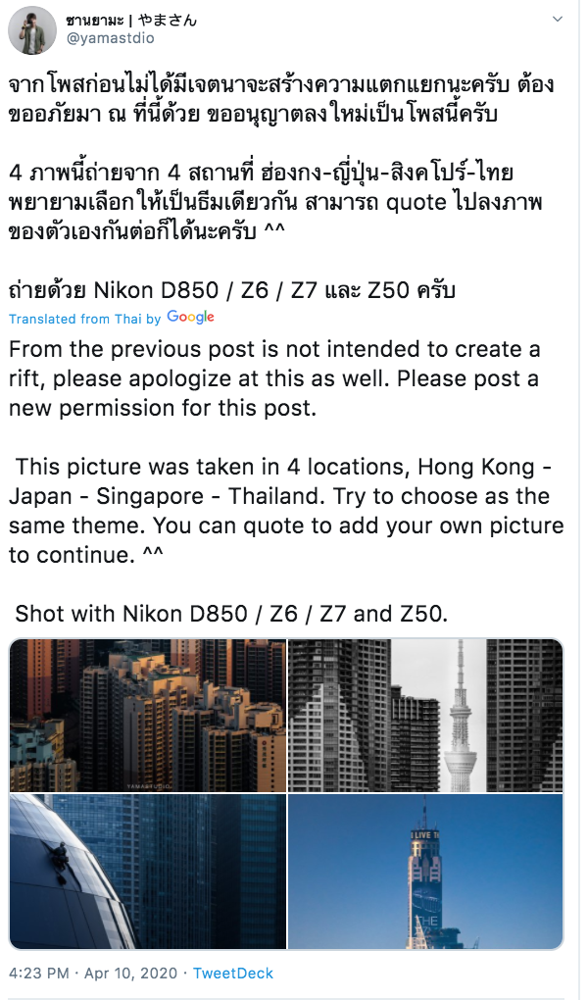 ซานยามะ | やまさん
@yamastdio
จากโพสก่อนไม่ได้มีเจตนาจะสร้างความแตกแยกนะครับ ต้อง
ขออภัยมา ณ ที่นี้ด้วย ขออนุญาตลงใหม่เป็นโพสนี้ครับ
4 ภาพนี้ถ่ายจาก 4 สถานที่ ฮ่องกง-ญี่ปุ่น-สิงคโปร์-ไทย
พยายามเลือกให้เป็นธีมเดียวกัน สามารถ quote ไปลงภาพ
ของตัวเองกันต่อก็ได้นะครับ ^^
ถ่ายด้วย Nikon D850 / Z6 / Z7 และ Z50 ครับ
Translated from Thai by Google
From the previous post is not intended to create a
rift, please apologize at this as well. Please post a
new permission for this post.
This picture was taken in 4 locations, Hong Kong -
Japan - Singapore - Thailand. Try to choose as the
same theme. You can quote to add your own picture
to continue. ^^
Shot with Nikon D850 / Z6 / Z7 and Z50.
YAMASTUDIO
LIVE
THE
4:23 PM · Apr 10, 2020 · TweetDeck